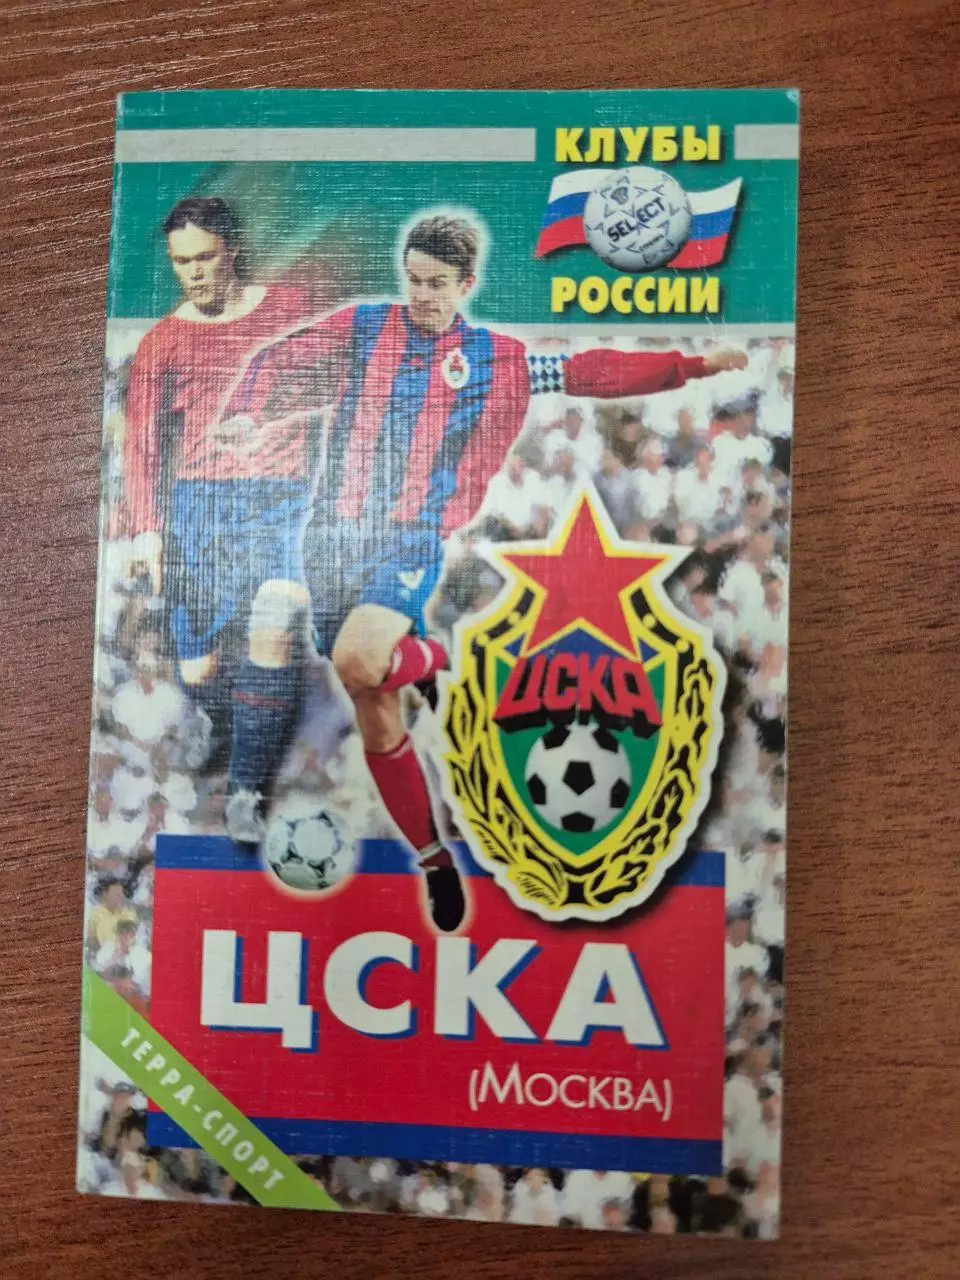 КЛУБЫ
SELECT
РОССИИ
ЦСКА
ЦСКА
(МОСКВА)
ТЕРРА-СПОРТ